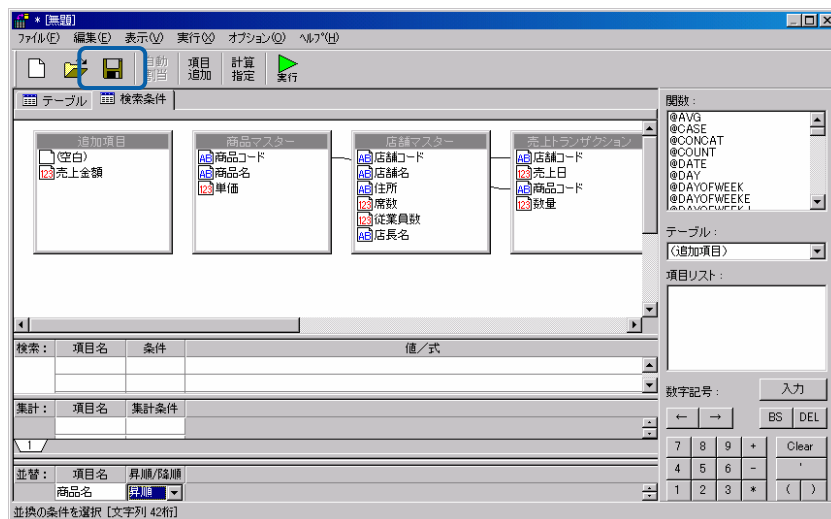 * [無題]
ファイル(F) 編集(E) 表示(V) 実行(X) オプション(O) ヘルプ(H)
自動割当 項目追加 計算指定 実行
テーブル 検索条件
追加項目
(空白)
売上金額
商品マスター
商品コード
商品名
単価
店舗マスター
店舗コード
店舗名
住所
席数
従業員数
店長名
売上トランザクション
店舗コード
売上日
商品コード
数量
検索: 項目名 条件 値/式
集計: 項目名 集計条件
1
並替: 項目名 昇順/降順
商品名 昇順
並換の条件を選択 [文字列 42桁]
関数:
@AVG
@CASE
@CONCAT
@COUNT
@DATE
@DAY
@DAYOFWEEK
@DAYOFWEEKE
テーブル:
(追加項目)
項目リスト:
数字記号: 入力
← → BS DEL
7 8 9 + Clear
4 5 6 - '
1 2 3 * ( )